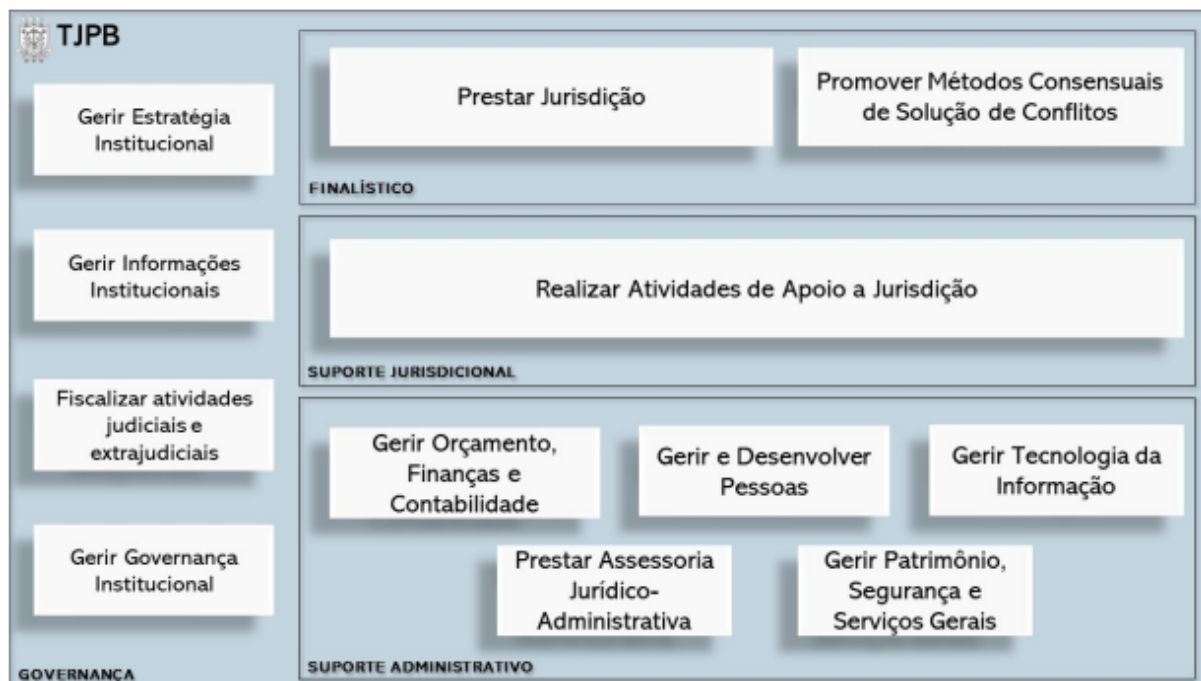 TJPB
Gerir Estratégia
Institucional
Gerir Informações
Institucionais
Fiscalizar atividades
judiciais e
extrajudiciais
Gerir Governança
Institucional
GOVERNANÇA
Prestar Jurisdição
Promover Métodos Consensuais
de Solução de Conflitos
FINALÍSTICO
Realizar Atividades de Apoio a Jurisdição
SUPORTE JURISDICIONAL
Gerir Orçamento,
Finanças e
Contabilidade
Gerir e Desenvolver
Pessoas
Gerir Tecnologia da
Informação
Prestar Assessoria
Jurídico-
Administrativa
Gerir Patrimônio,
Segurança e
Serviços Gerais
SUPORTE ADMINISTRATIVO